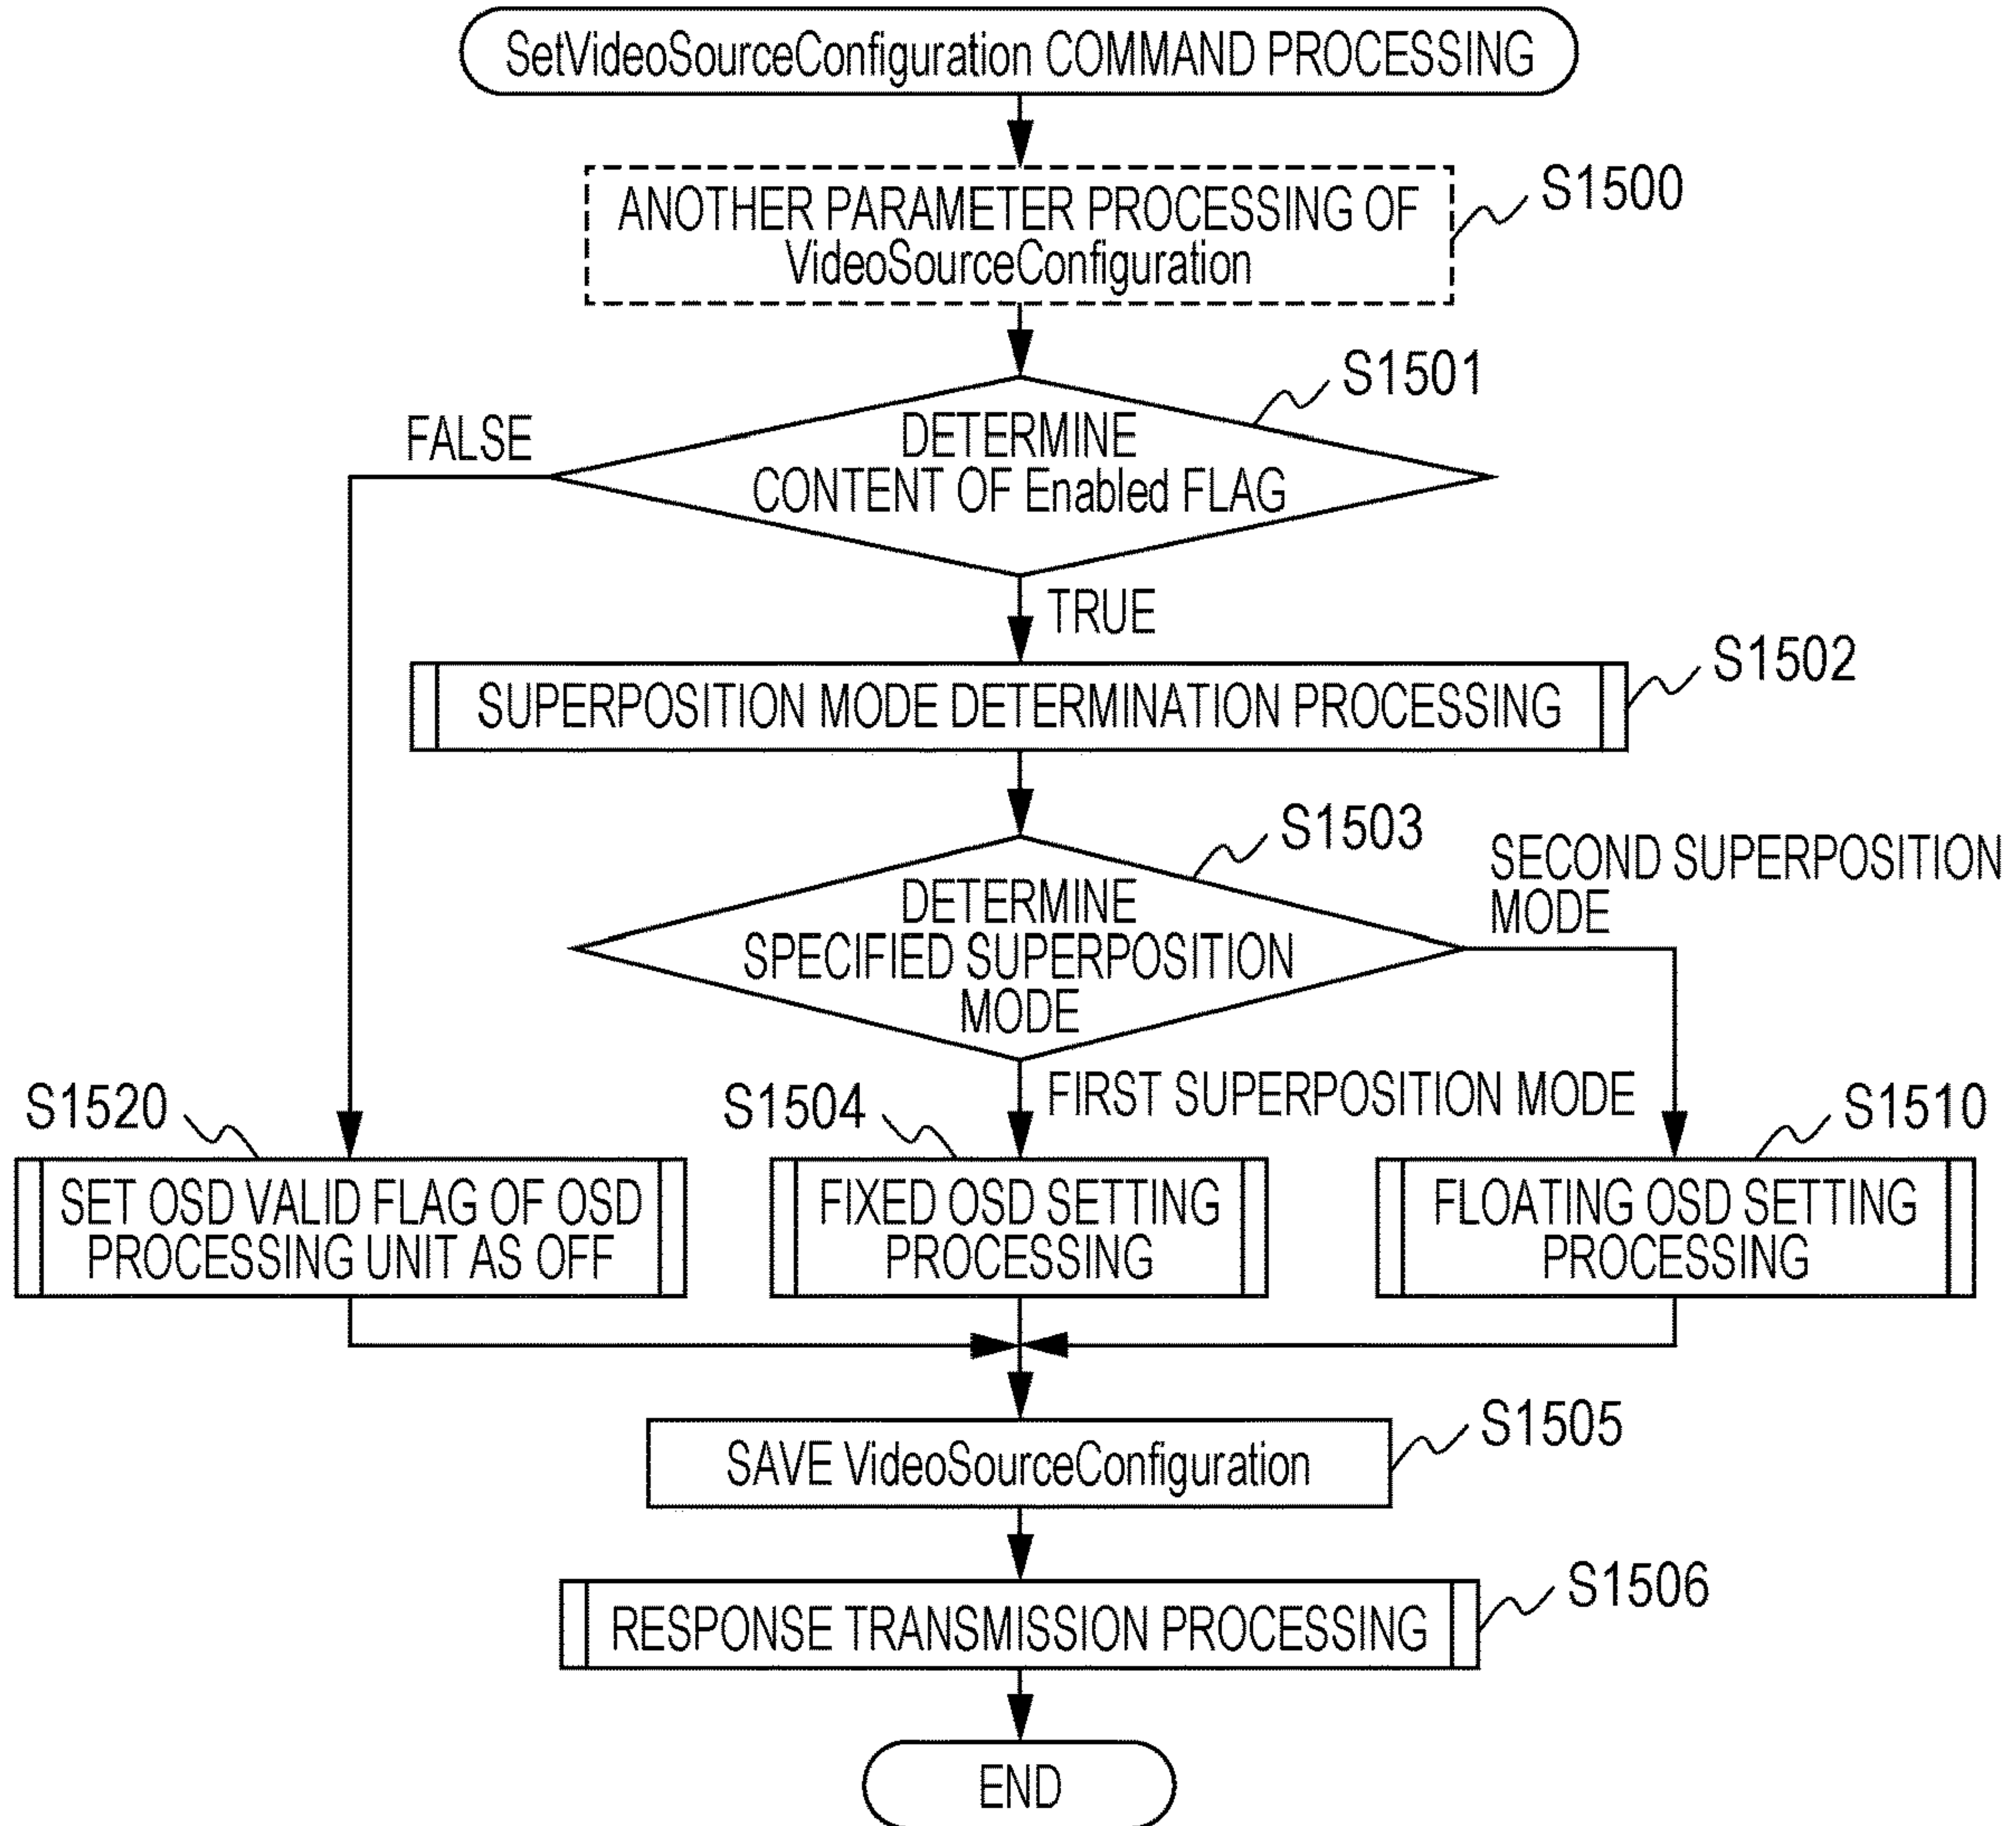 SetVideoSourceConfiguration COMMAND PROCESSING
ANOTHER PARAMETER PROCESSING OF
VideoSourceConfiguration
S1500
S1501
DETERMINE
CONTENT OF Enabled FLAG
FALSE
TRUE
S1502
SUPERPOSITION MODE DETERMINATION PROCESSING
S1503
DETERMINE
SPECIFIED SUPERPOSITION
MODE
SECOND SUPERPOSITION
MODE
FIRST SUPERPOSITION MODE
S1520
SET OSD VALID FLAG OF OSD
PROCESSING UNIT AS OFF
S1504
FIXED OSD SETTING
PROCESSING
S1510
FLOATING OSD SETTING
PROCESSING
S1505
SAVE VideoSourceConfiguration
S1506
RESPONSE TRANSMISSION PROCESSING
END